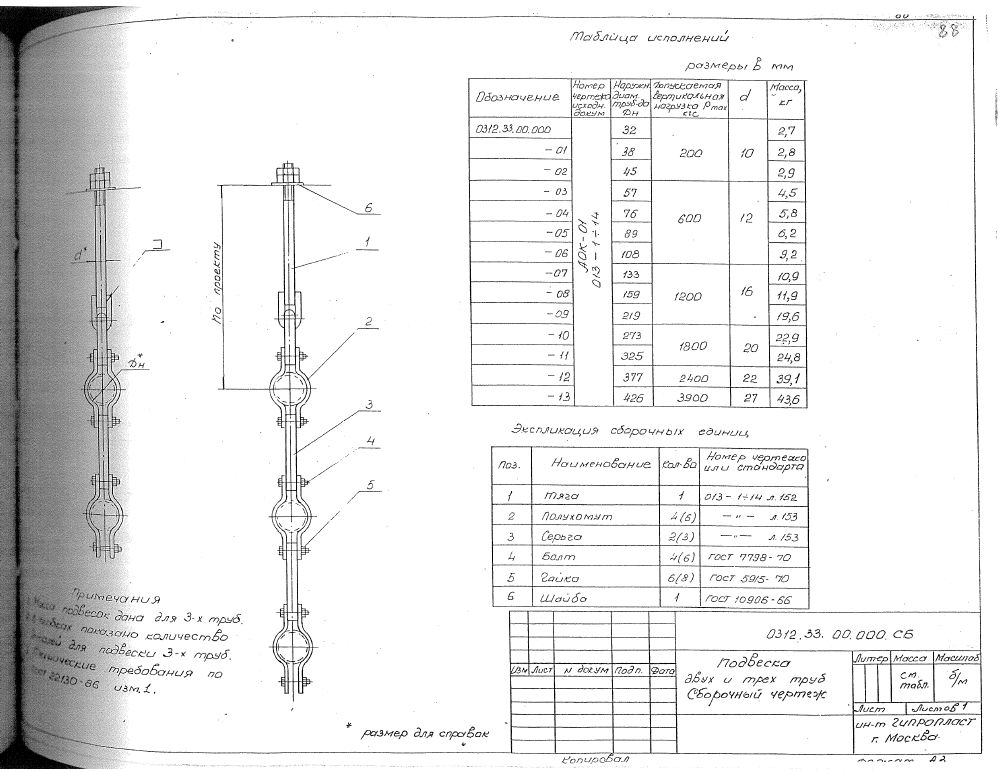 88
Таблица исполнений
размеры в мм
Обозначение | Номер чертежа исходн. докум | Наружн. диам. труб-да Dн | Допускаемая вертикальная нагрузка Pmax кгс | d | Масса, кг
0312.33.00.000 | АОК-01 013-1÷14 | 32 | 200 | 10 | 2,7
-01 | 38 | 2,8
-02 | 45 | 2,9
-03 | 57 | 600 | 12 | 4,5
-04 | 76 | 5,8
-05 | 89 | 6,2
-06 | 108 | 9,2
-07 | 133 | 1200 | 16 | 10,9
-08 | 159 | 11,9
-09 | 219 | 19,6
-10 | 273 | 1800 | 20 | 22,9
-11 | 325 | 24,8
-12 | 377 | 2400 | 22 | 39,1
-13 | 426 | 3900 | 27 | 43,6
6
1
2
3
4
5
По проекту
d*
Dн*
Экспликация сборочных единиц
Поз. | Наименование | Кол-во | Номер чертежа или стандарта
1 | Тяга | 1 | 013-1÷14 л.152
2 | Полухомут | 4(6) | —"— л.153
3 | Серьга | 2(3) | —"— л.153
4 | Болт | 4(6) | ГОСТ 7798-70
5 | Гайка | 6(8) | ГОСТ 5915-70
6 | Шайба | 1 | ГОСТ 10906-66
Примечания
Масса подвесок дана для 3-х труб.
показано количество
для подвески 3-х труб.
требования по
22130-66 изм.1.
* размер для справок
0312.33.00.000.СБ
Изм Лист N докум Подп. Дата
Подвеска
двух и трех труб
Сборочный чертеж
Литер Масса Масштаб
см. табл. б/м
Лист Листов 1
ин-т Гипропласт
г. Москва
Копировал
Формат А3